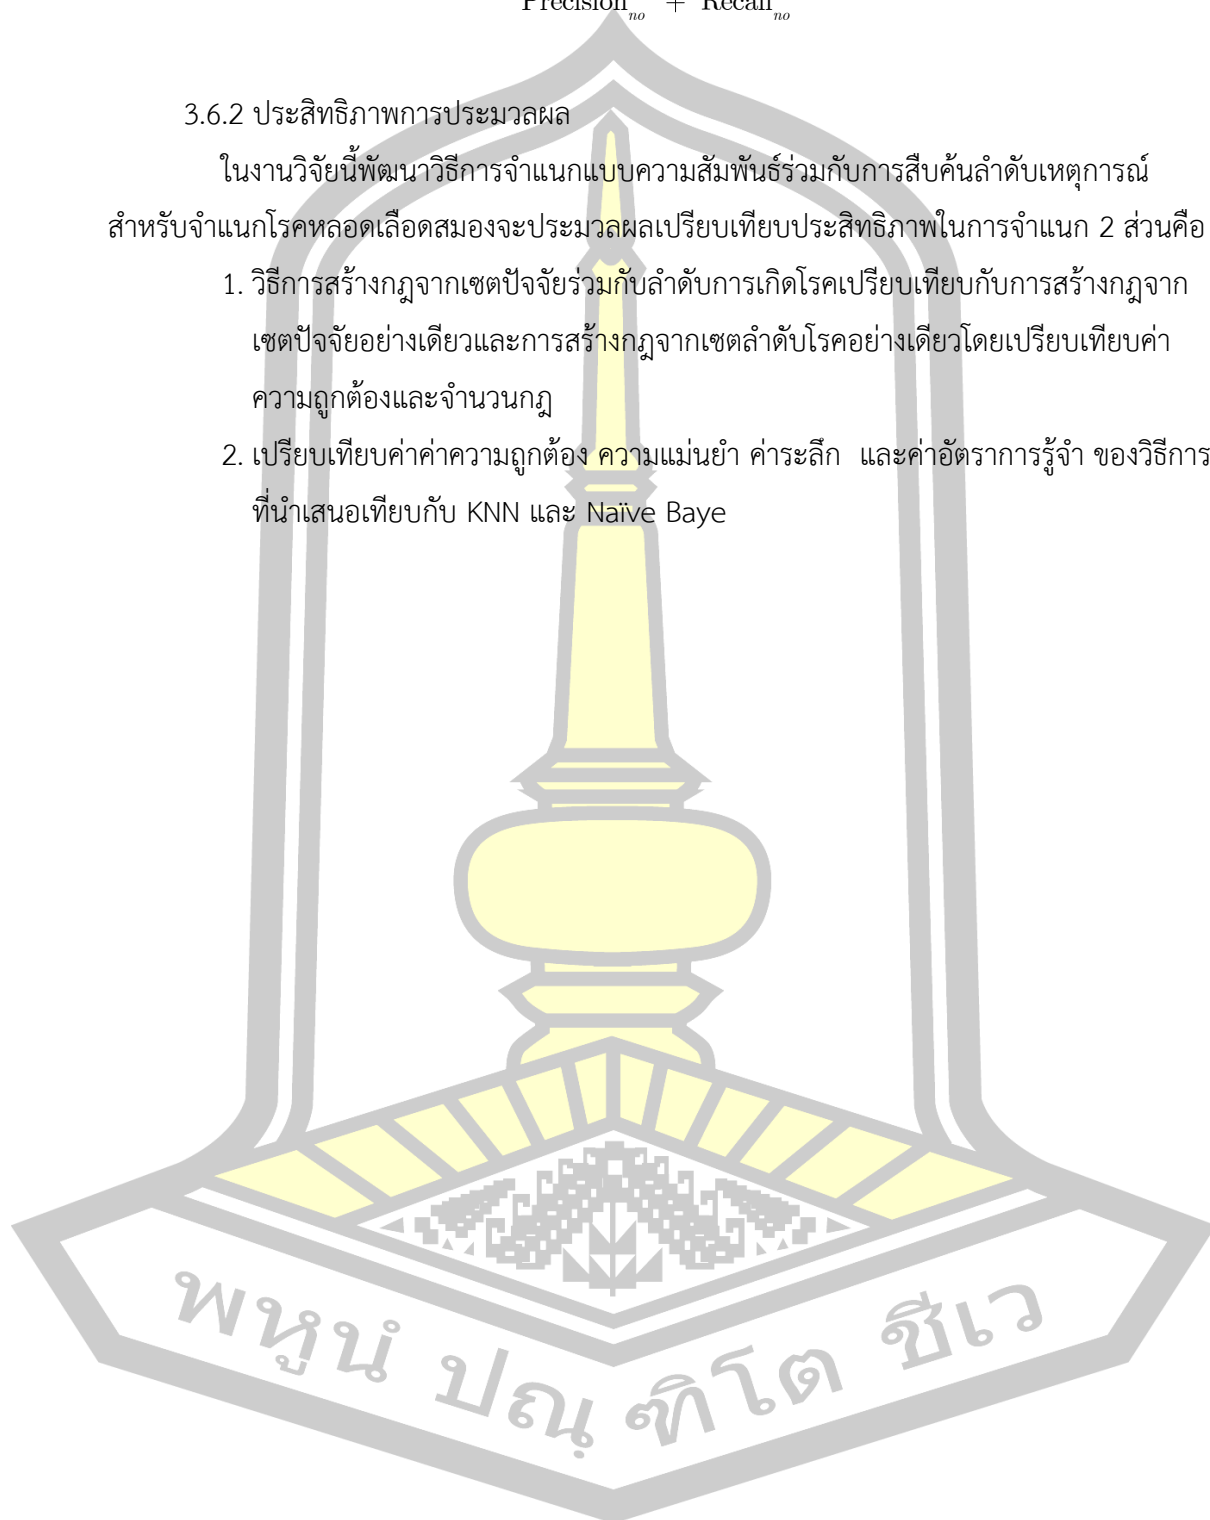 Precision_no + Recall_no
3.6.2 ประสิทธิภาพการประมวลผล
ในงานวิจัยนี้พัฒนาวิธีการจำแนกแบบความสัมพันธ์ร่วมกับการสืบค้นลำดับเหตุการณ์
สำหรับจำแนกโรคหลอดเลือดสมองจะประมวลผลเปรียบเทียบประสิทธิภาพในการจำแนก 2 ส่วนคือ
1. วิธีการสร้างกฎจากเซตปัจจัยร่วมกับลำดับการเกิดโรคเปรียบเทียบกับการสร้างกฎจาก
เซตปัจจัยอย่างเดียวและการสร้างกฎจากเซตลำดับโรคอย่างเดียวโดยเปรียบเทียบค่า
ความถูกต้องและจำนวนกฎ
2. เปรียบเทียบค่าค่าความถูกต้อง ความแม่นยำ ค่าระลึก และค่าอัตราการรู้จำ ของวิธีการ
ที่นำเสนอเทียบกับ KNN และ Naïve Baye
พหูนํ ปณฺฑิโต ชีเว